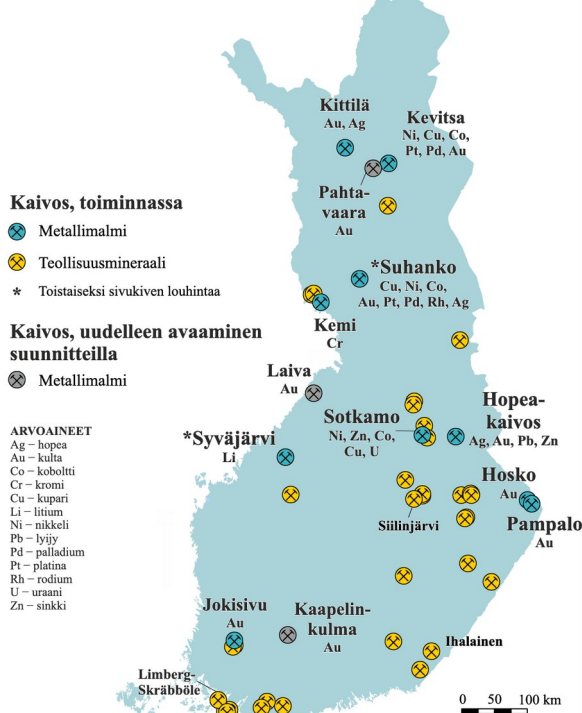 Kittilä
Au, Ag
Kevitsa
Ni, Cu, Co,
Pt, Pd, Au
Pahta-
vaara
Au
Kaivos, toiminnassa
Metallimalmi
Teollisuusmineraali
* Toistaiseksi sivukiven louhintaa
Kaivos, uudelleen avaaminen
suunnitteilla
Metallimalmi
*Suhanko
Cu, Ni, Co,
Au, Pt, Pd, Rh, Ag
Kemi
Cr
Laiva
Au
Sotkamo
Ni, Zn, Co,
Cu, U
Hopea-
kaivos
Ag, Au, Pb, Zn
*Syväjärvi
Li
Hosko
Au
Siilinjärvi
Pampalo
Au
ARVOAINEET
Ag – hopea
Au – kulta
Co – koboltti
Cr – kromi
Cu – kupari
Li – litium
Ni – nikkeli
Pb – lyijy
Pd – palladium
Pt – platina
Rh – rodium
U – uraani
Zn – sinkki
Jokisivu
Au
Kaapelin-
kulma
Au
Ihalainen
Limberg-
Skräbböle
0 50 100 km